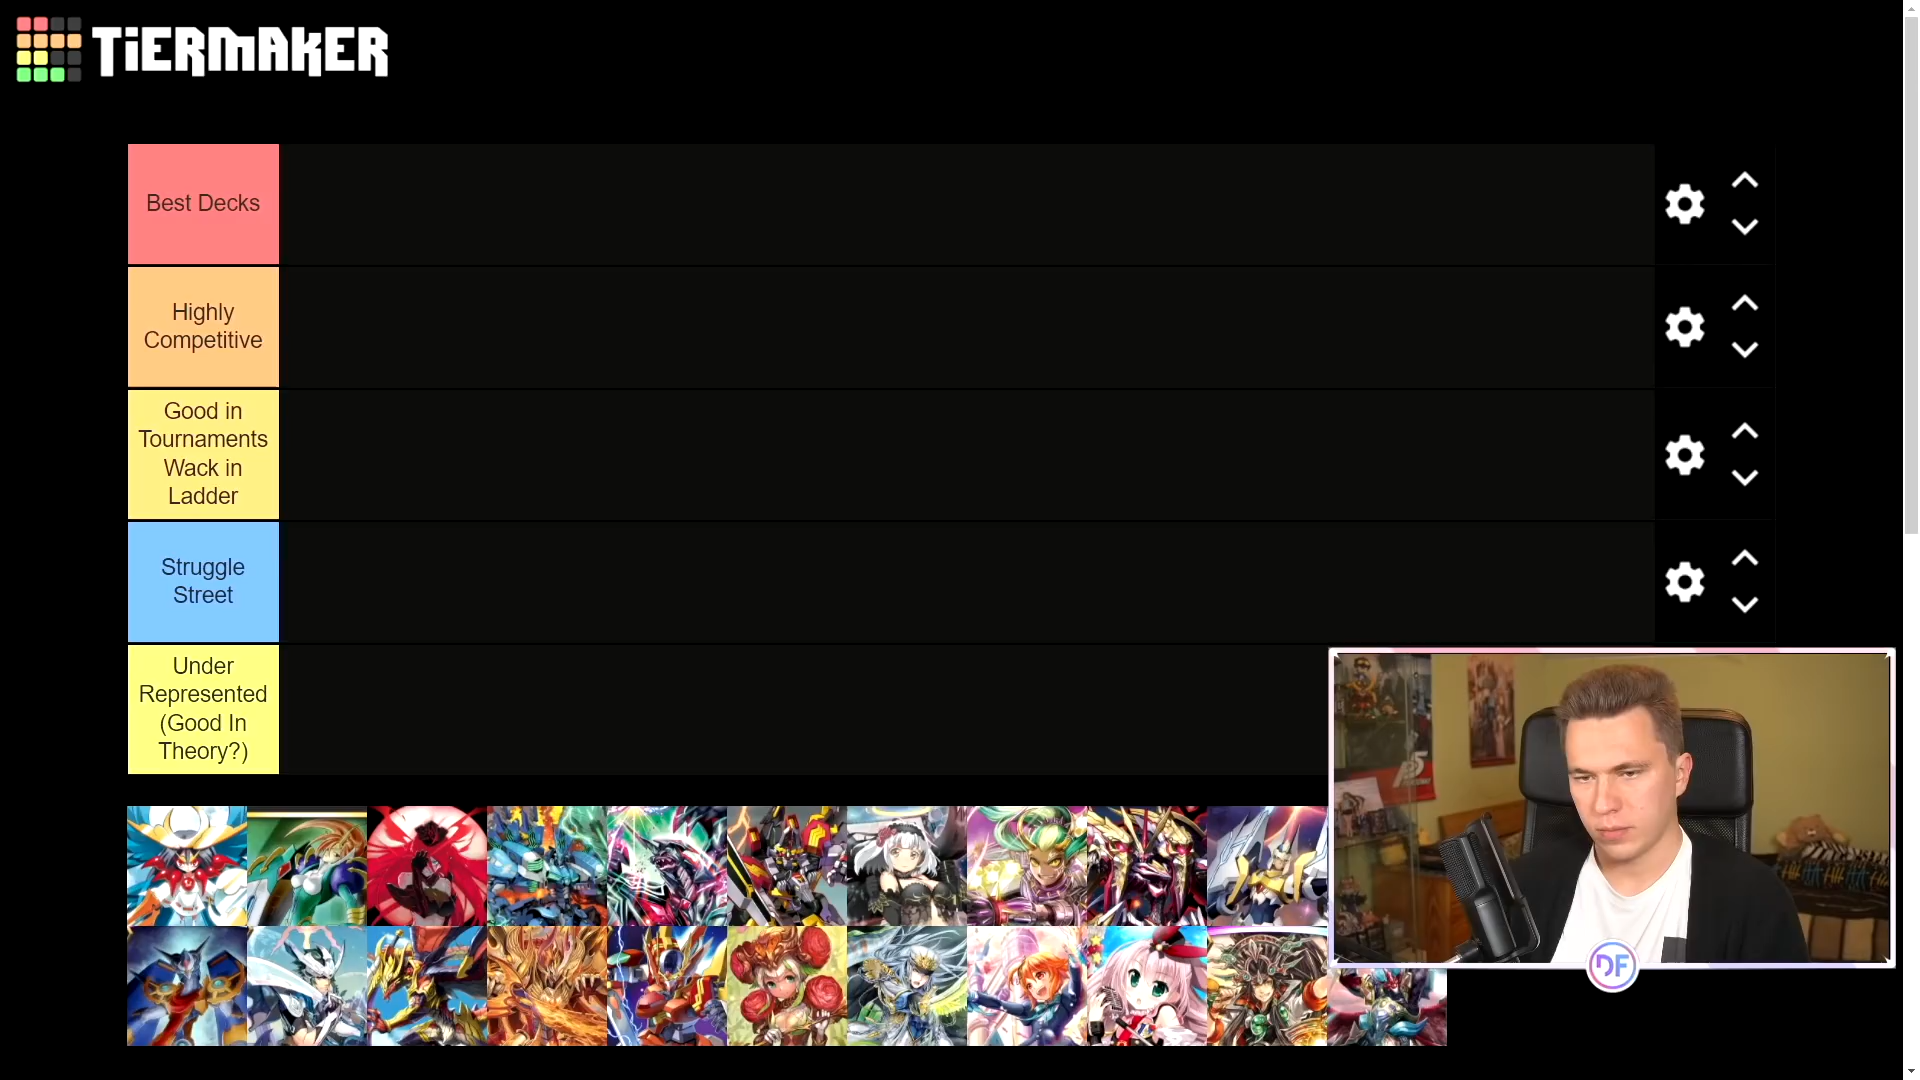 TiERMAKER
Best Decks
Highly
Competitive
Good in
Tournaments
Wack in
Ladder
Struggle
Street
Under
Represented
(Good In
Theory?)
DF